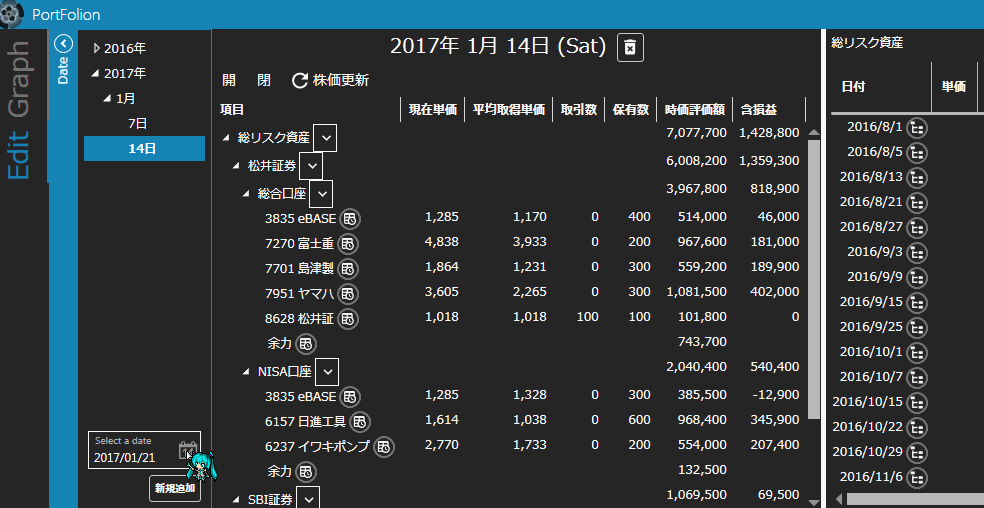 PortFolion
Edit Graph
Date
2016年
2017年
1月
7日
14日
Select a date
2017/01/21
新規追加
2017年 1月 14日 (Sat)
開 閉 株価更新
項目 現在単価 平均取得単価 取引数 保有数 時価評価額 含損益
総リスク資産 7,077,700 1,428,800
松井証券 6,008,200 1,359,300
総合口座 3,967,800 818,900
3835 eBASE 1,285 1,170 0 400 514,000 46,000
7270 富士重 4,838 3,933 0 200 967,600 181,000
7701 島津製 1,864 1,231 0 300 559,200 189,900
7951 ヤマハ 3,605 2,265 0 300 1,081,500 402,000
8628 松井証 1,018 1,018 100 100 101,800 0
余力 743,700
NISA口座 2,040,400 540,400
3835 eBASE 1,285 1,328 0 300 385,500 -12,900
6157 日進工具 1,614 1,038 0 600 968,400 345,900
6237 イワキポンプ 2,770 1,733 0 200 554,000 207,400
余力 132,500
SBI証券 1,069,500 69,500
総リスク資産
日付 単価
2016/8/1
2016/8/5
2016/8/13
2016/8/21
2016/8/27
2016/9/3
2016/9/9
2016/9/15
2016/9/25
2016/10/1
2016/10/7
2016/10/15
2016/10/22
2016/10/29
2016/11/6